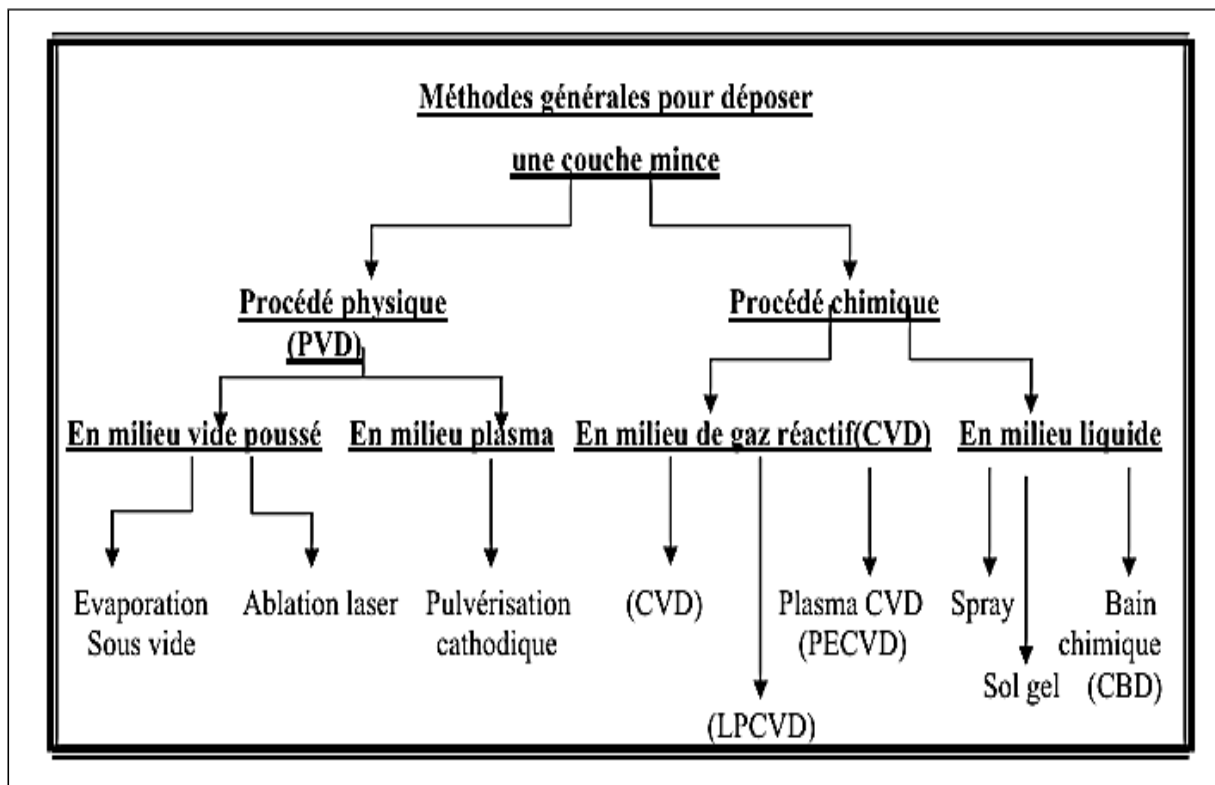 Méthodes générales pour déposer
une couche mince
Procédé physique
(PVD)
Procédé chimique
En milieu vide poussé
En milieu plasma
En milieu de gaz réactif(CVD)
En milieu liquide
Evaporation
Sous vide
Ablation laser
Pulvérisation
cathodique
(CVD)
(LPCVD)
Plasma CVD
(PECVD)
Spray
Sol gel
Bain
chimique
(CBD)